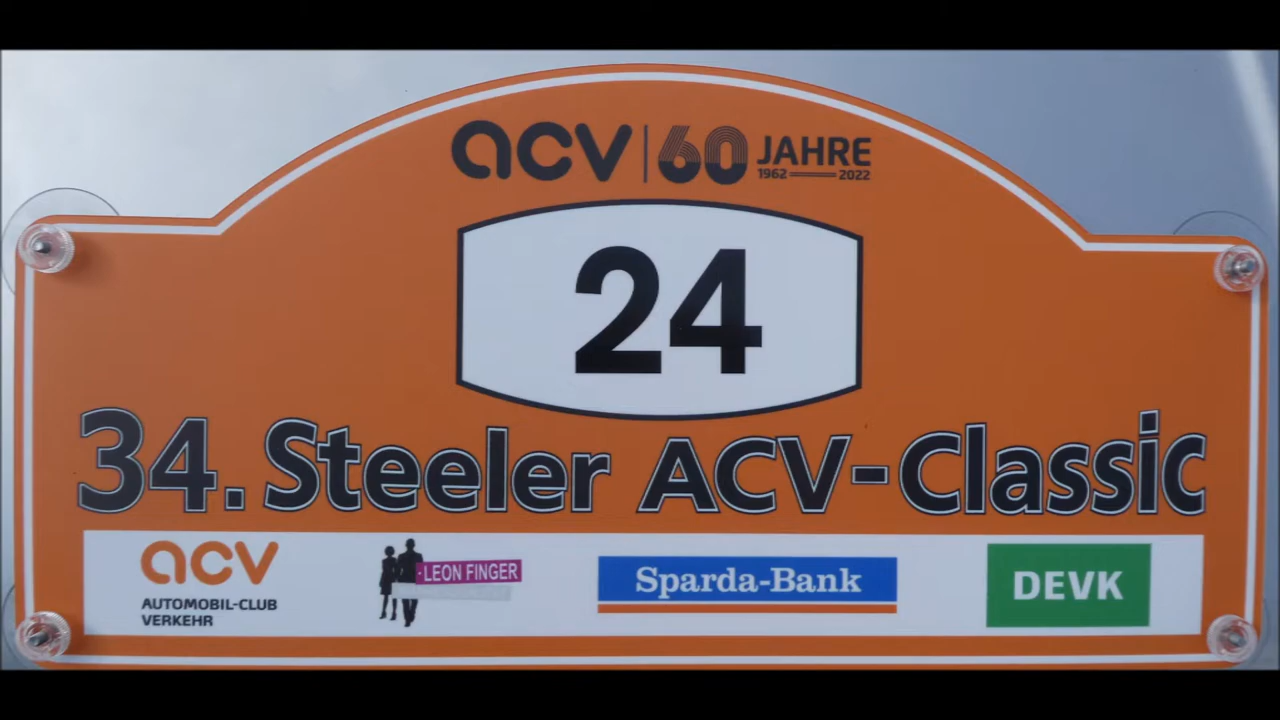 acv | 60 JAHRE
1962 2022
24
34. Steeler ACV-Classic
acv
AUTOMOBIL-CLUB
VERKEHR
-LEON FINGER
Sparda-Bank
DEVK